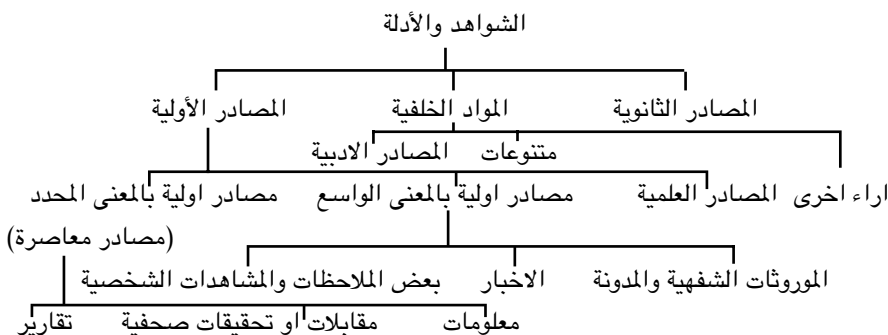 الشواهد والأدلة
المصادر الثانوية المواد الخلفية المصادر الأولية
متنوعات المصادر الادبية
اراء اخرى المصادر العلمية مصادر اولية بالمعنى الواسع مصادر اولية بالمعنى المحدد
(مصادر معاصرة)
الموروثات الشفهية والمدونة الاخبار بعض الملاحظات والمشاهدات الشخصية
معلومات مقابلات او تحقيقات صحفية تقارير